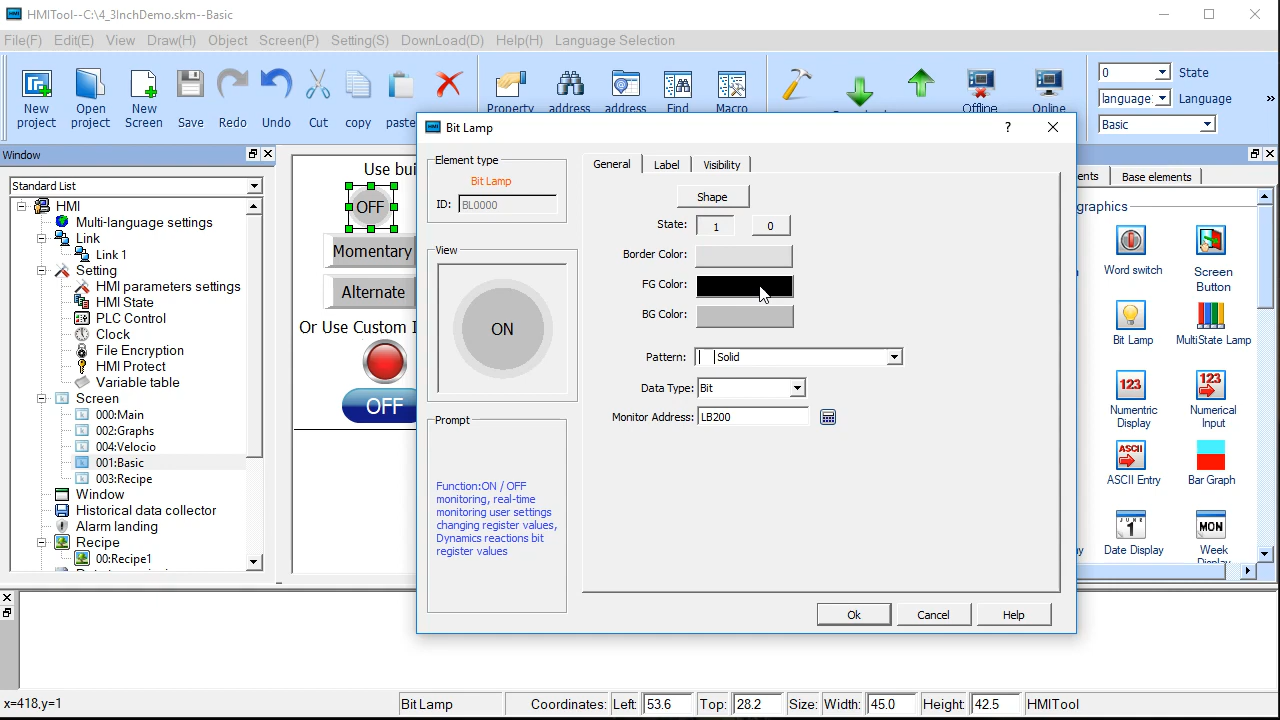 HMITool--C:\4_3InchDemo.skm--Basic
File(F) Edit(E) View Draw(H) Object Screen(P) Setting(S) DownLoad(D) Help(H) Language Selection
New project
Open project
New Screen
Save
Redo
Undo
Cut
copy
paste
Property
address
address
Find
Macro
Offline
Online
0 State
language: Language
Basic
»
Window
Standard List
HMI
Multi-language settings
Link
Link 1
Setting
HMI parameters settings
HMI State
PLC Control
Clock
File Encryption
HMI Protect
Variable table
Screen
000:Main
002:Graphs
004:Velocio
001:Basic
003:Recipe
Window
Historical data collector
Alarm landing
Recipe
00:Recipe1
Use bui
OFF
Momentary
Alternate
Or Use Custom I
OFF
Bit Lamp
?
Element type
Bit Lamp
ID: BL0000
View
ON
Prompt
Function:ON / OFF
monitoring, real-time
monitoring user settings
changing register values,
Dynamics reactions bit
register values
General Label Visibility
Shape
State: 1 0
Border Color:
FG Color:
BG Color:
Pattern: Solid
Data Type: Bit
Monitor Address: LB200
Ok Cancel Help
ents Base elements
graphics
Word switch
Screen Button
Bit Lamp
MultiState Lamp
123
123
Numeric Display
Numerical Input
ASCII
ASCII Entry
Bar Graph
JUNE
1
MON
ay
Date Display
Week
x=418,y=1 Bit Lamp Coordinates: Left: 53.6 Top: 28.2 Size: Width: 45.0 Height: 42.5 HMITool